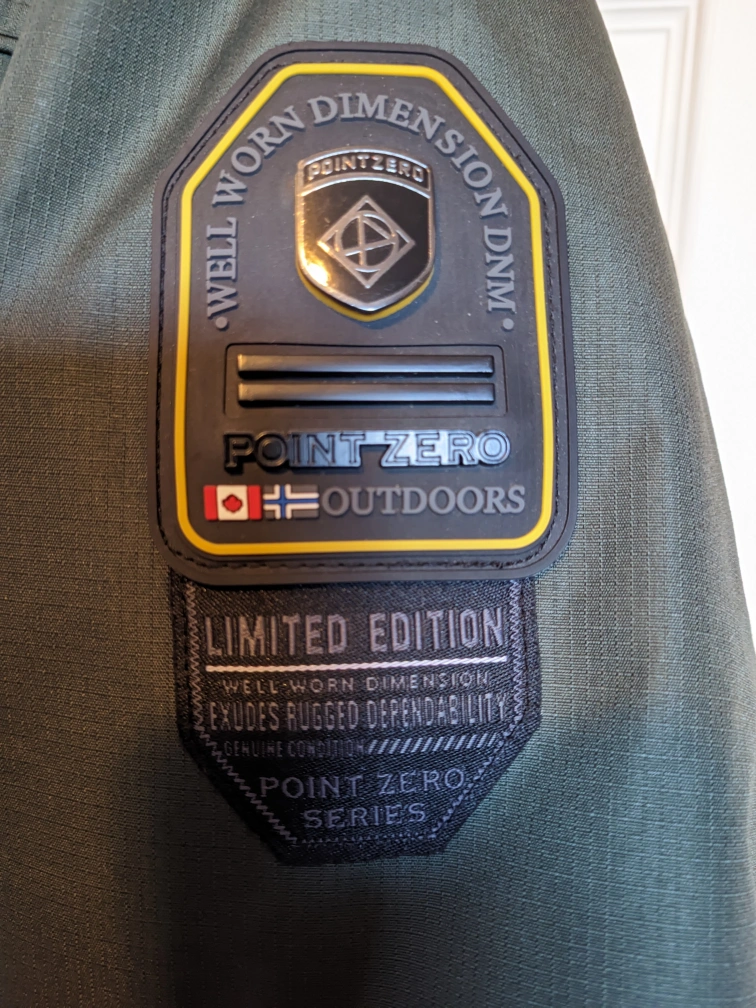 • WELL WORN DIMENSION DNM •
POINTZERO
POINT ZERO
OUTDOORS
LIMITED EDITION
WELL-WORN DIMENSION
EXUDES RUGGED DEPENDABILITY
GENUINE CONDITION
POINT ZERO
SERIES